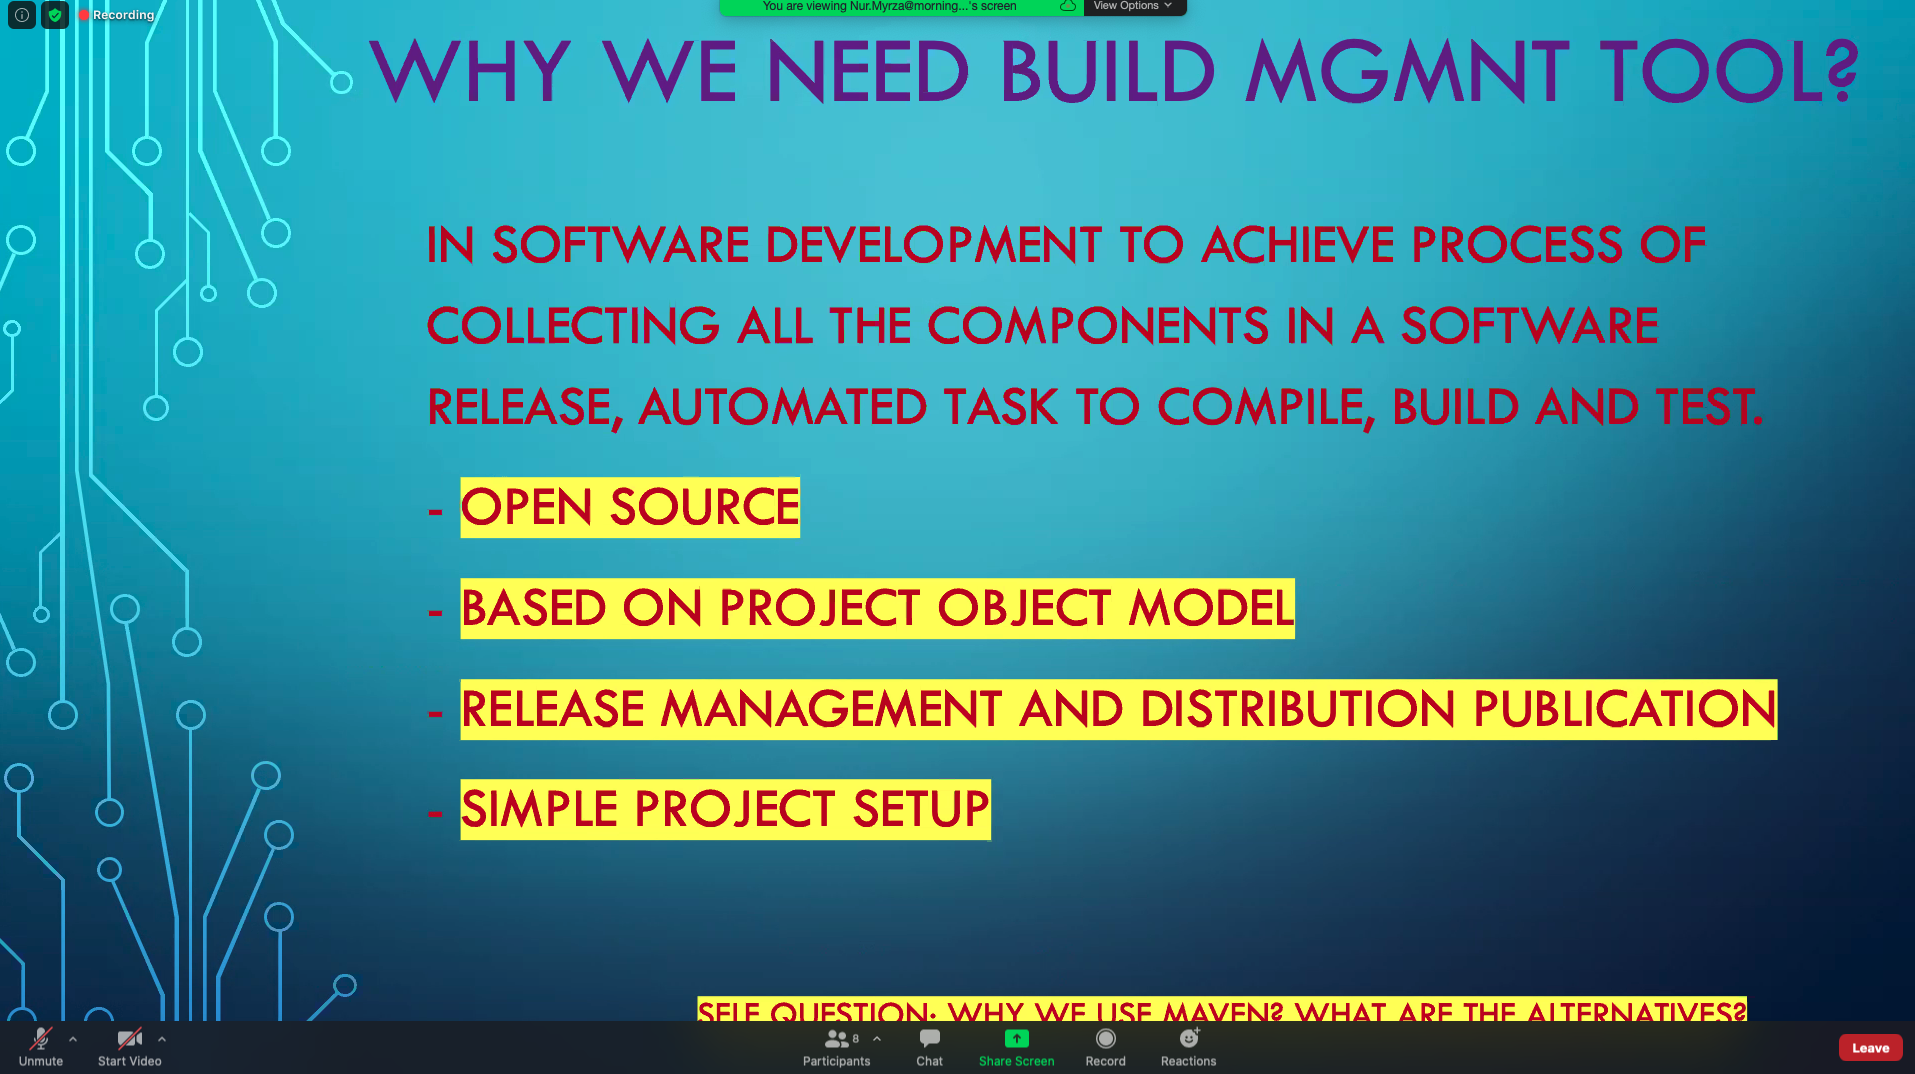 Recording
You are viewing Nur.Myrza@morning...'s screen
View Options
WHY WE NEED BUILD MGMNT TOOL?
IN SOFTWARE DEVELOPMENT TO ACHIEVE PROCESS OF
COLLECTING ALL THE COMPONENTS IN A SOFTWARE
RELEASE, AUTOMATED TASK TO COMPILE, BUILD AND TEST.
- OPEN SOURCE
- BASED ON PROJECT OBJECT MODEL
- RELEASE MANAGEMENT AND DISTRIBUTION PUBLICATION
- SIMPLE PROJECT SETUP
SELF QUESTION: WHY WE USE MAVEN? WHAT ARE THE ALTERNATIVES?
Unmute
Start Video
Participants
8
Chat
Share Screen
Record
Reactions
Leave